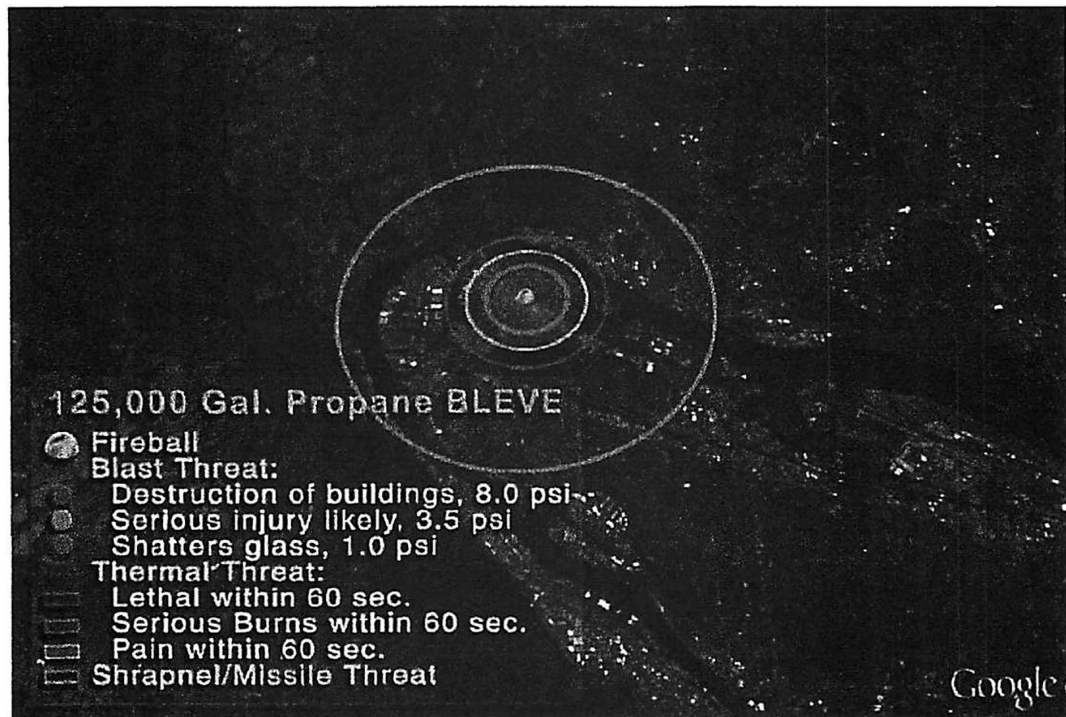 125,000 Gal. Propane BLEVE
Fireball
Blast Threat:
Destruction of buildings, 8.0 psi
Serious injury likely, 3.5 psi
Shatters glass, 1.0 psi
Thermal Threat:
Lethal within 60 sec.
Serious Burns within 60 sec.
Pain within 60 sec.
Shrapnel/Missile Threat
Google